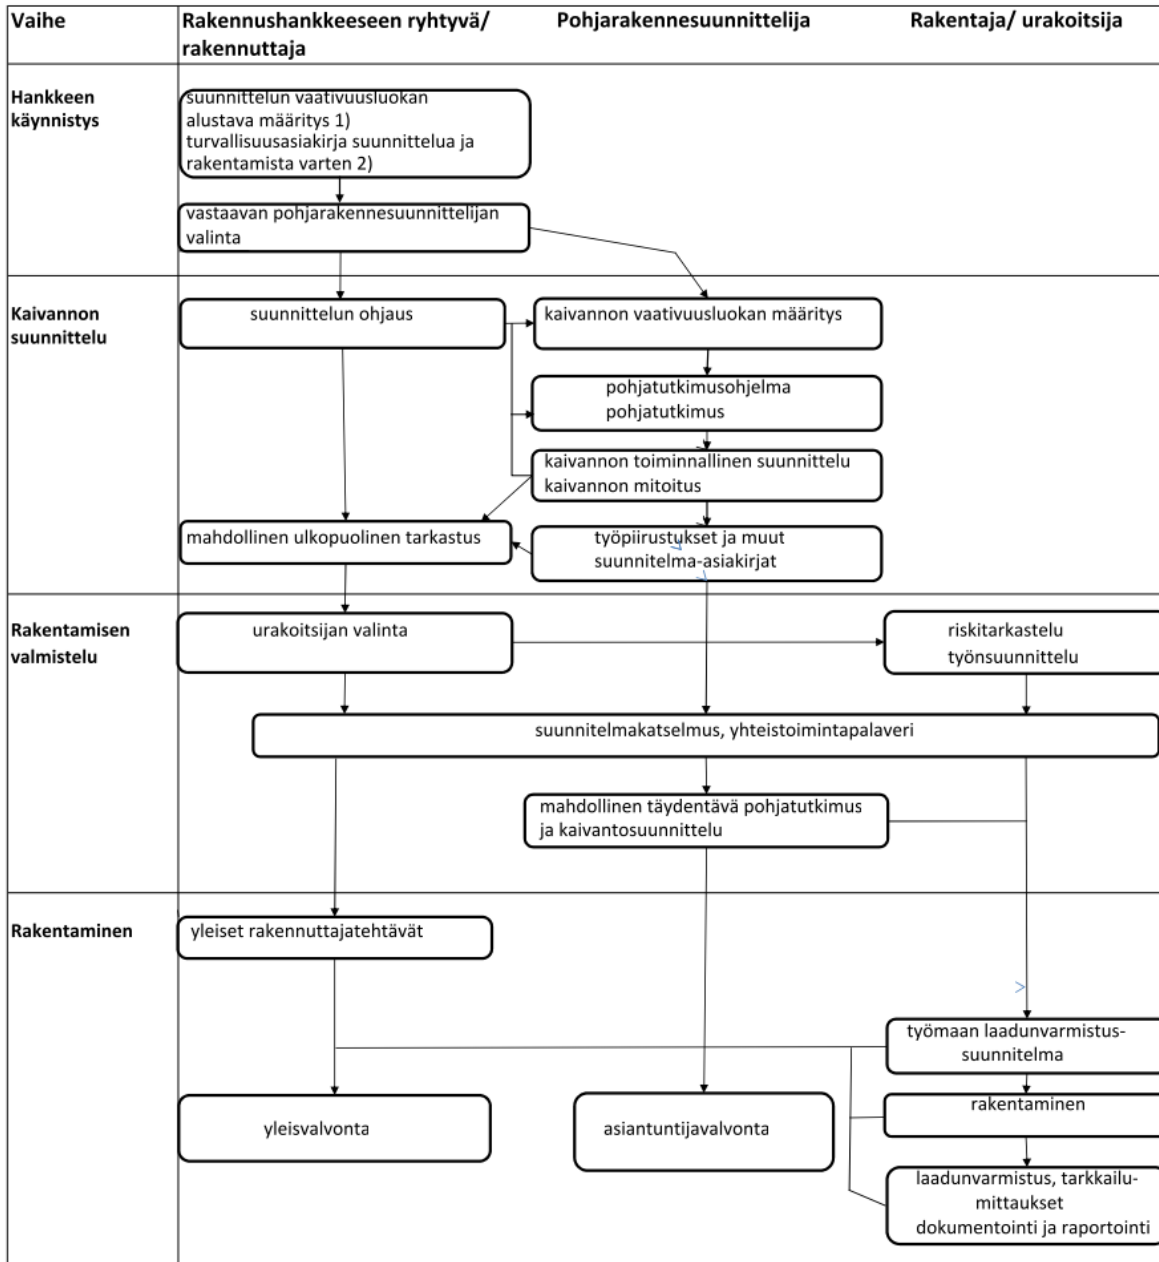 Vaihe
Rakennushankkeeseen ryhtyvä/
rakennuttaja
Pohjarakennesuunnittelija
Rakentaja/ urakoitsija
Hankkeen
käynnistys
suunnittelun vaativuusluokan
alustava määritys 1)
turvallisuusasiakirja suunnittelua ja
rakentamista varten 2)
vastaavan pohjarakennesuunnittelijan
valinta
Kaivannon
suunnittelu
suunnittelun ohjaus
kaivannon vaativuusluokan määritys
pohjatutkimusohjelma
pohjatutkimus
kaivannon toiminnallinen suunnittelu
kaivannon mitoitus
mahdollinen ulkopuolinen tarkastus
työpiirustukset ja muut
suunnitelma-asiakirjat
Rakentamisen
valmistelu
urakoitsijan valinta
riskitarkastelu
työnsuunnittelu
suunnitelmakatselmus, yhteistoimintapalaveri
mahdollinen täydentävä pohjatutkimus
ja kaivantosuunnittelu
Rakentaminen
yleiset rakennuttajatehtävät
työmaan laadunvarmistus-
suunnitelma
rakentaminen
yleisvalvonta
asiantuntijavalvonta
laadunvarmistus, tarkkailu-
mittaukset
dokumentointi ja raportointi